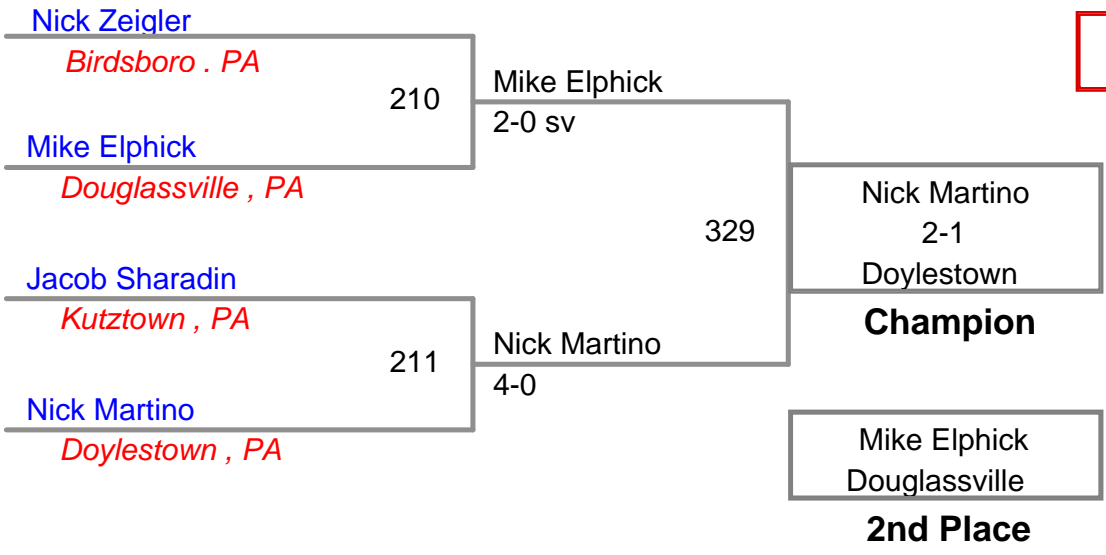 Nick Zeigler
Birdsboro . PA
210
Mike Elphick
2-0 sv
Mike Elphick
Douglassville , PA
329
Nick Martino
2-1
Doylestown
Champion
Jacob Sharadin
Kutztown , PA
211
Nick Martino
4-0
Nick Martino
Doylestown , PA
Mike Elphick
Douglassville
2nd Place